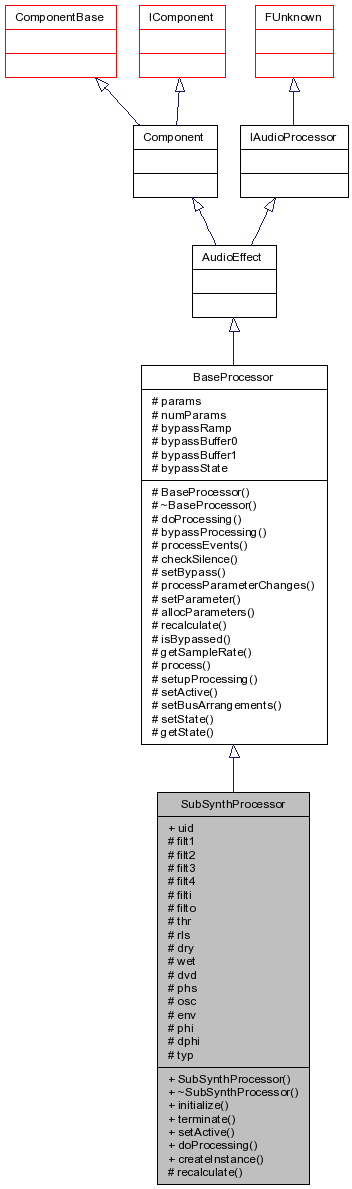 ComponentBase
IComponent
FUnknown
Component
IAudioProcessor
AudioEffect
BaseProcessor
# params
# numParams
# bypassRamp
# bypassBuffer0
# bypassBuffer1
# bypassState
# BaseProcessor()
# ~BaseProcessor()
# doProcessing()
# bypassProcessing()
# processEvents()
# checkSilence()
# setBypass()
# processParameterChanges()
# setParameter()
# allocParameters()
# recalculate()
# isBypassed()
# getSampleRate()
# process()
# setupProcessing()
# setActive()
# setBusArrangements()
# setState()
# getState()
SubSynthProcessor
+ uid
# filt1
# filt2
# filt3
# filt4
# filti
# filto
# thr
# rls
# dry
# wet
# dvd
# phs
# osc
# env
# phi
# dphi
# typ
+ SubSynthProcessor()
+ ~SubSynthProcessor()
+ initialize()
+ terminate()
+ setActive()
+ doProcessing()
+ createInstance()
# recalculate()